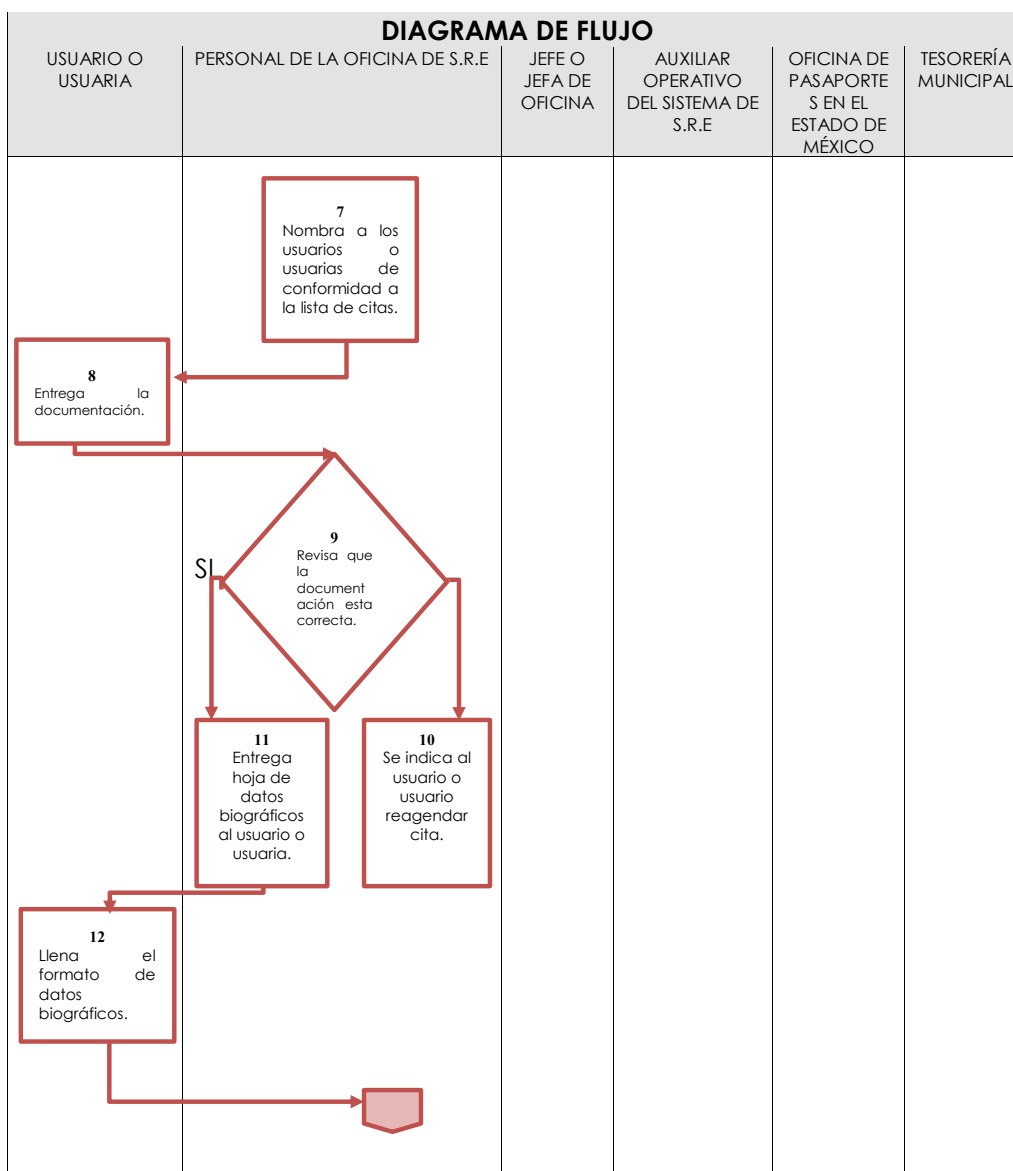 DIAGRAMA DE FLUJO
USUARIO O
USUARIA
PERSONAL DE LA OFICINA DE S.R.E
JEFE O
JEFA DE
OFICINA
AUXILIAR
OPERATIVO
DEL SISTEMA DE
S.R.E
OFICINA DE
PASAPORTE
S EN EL
ESTADO DE
MÉXICO
TESORERÍA
MUNICIPAL
7
Nombra a los
usuarios o
usuarias de
conformidad a
la lista de citas.
8
Entrega la
documentación.
9
Revisa que
la
document
ación esta
correcta.
SI
11
Entrega
hoja de
datos
biográficos
al usuario o
usuaria.
10
Se indica al
usuario o
usuario
reagendar
cita.
12
Llena el
formato de
datos
biográficos.